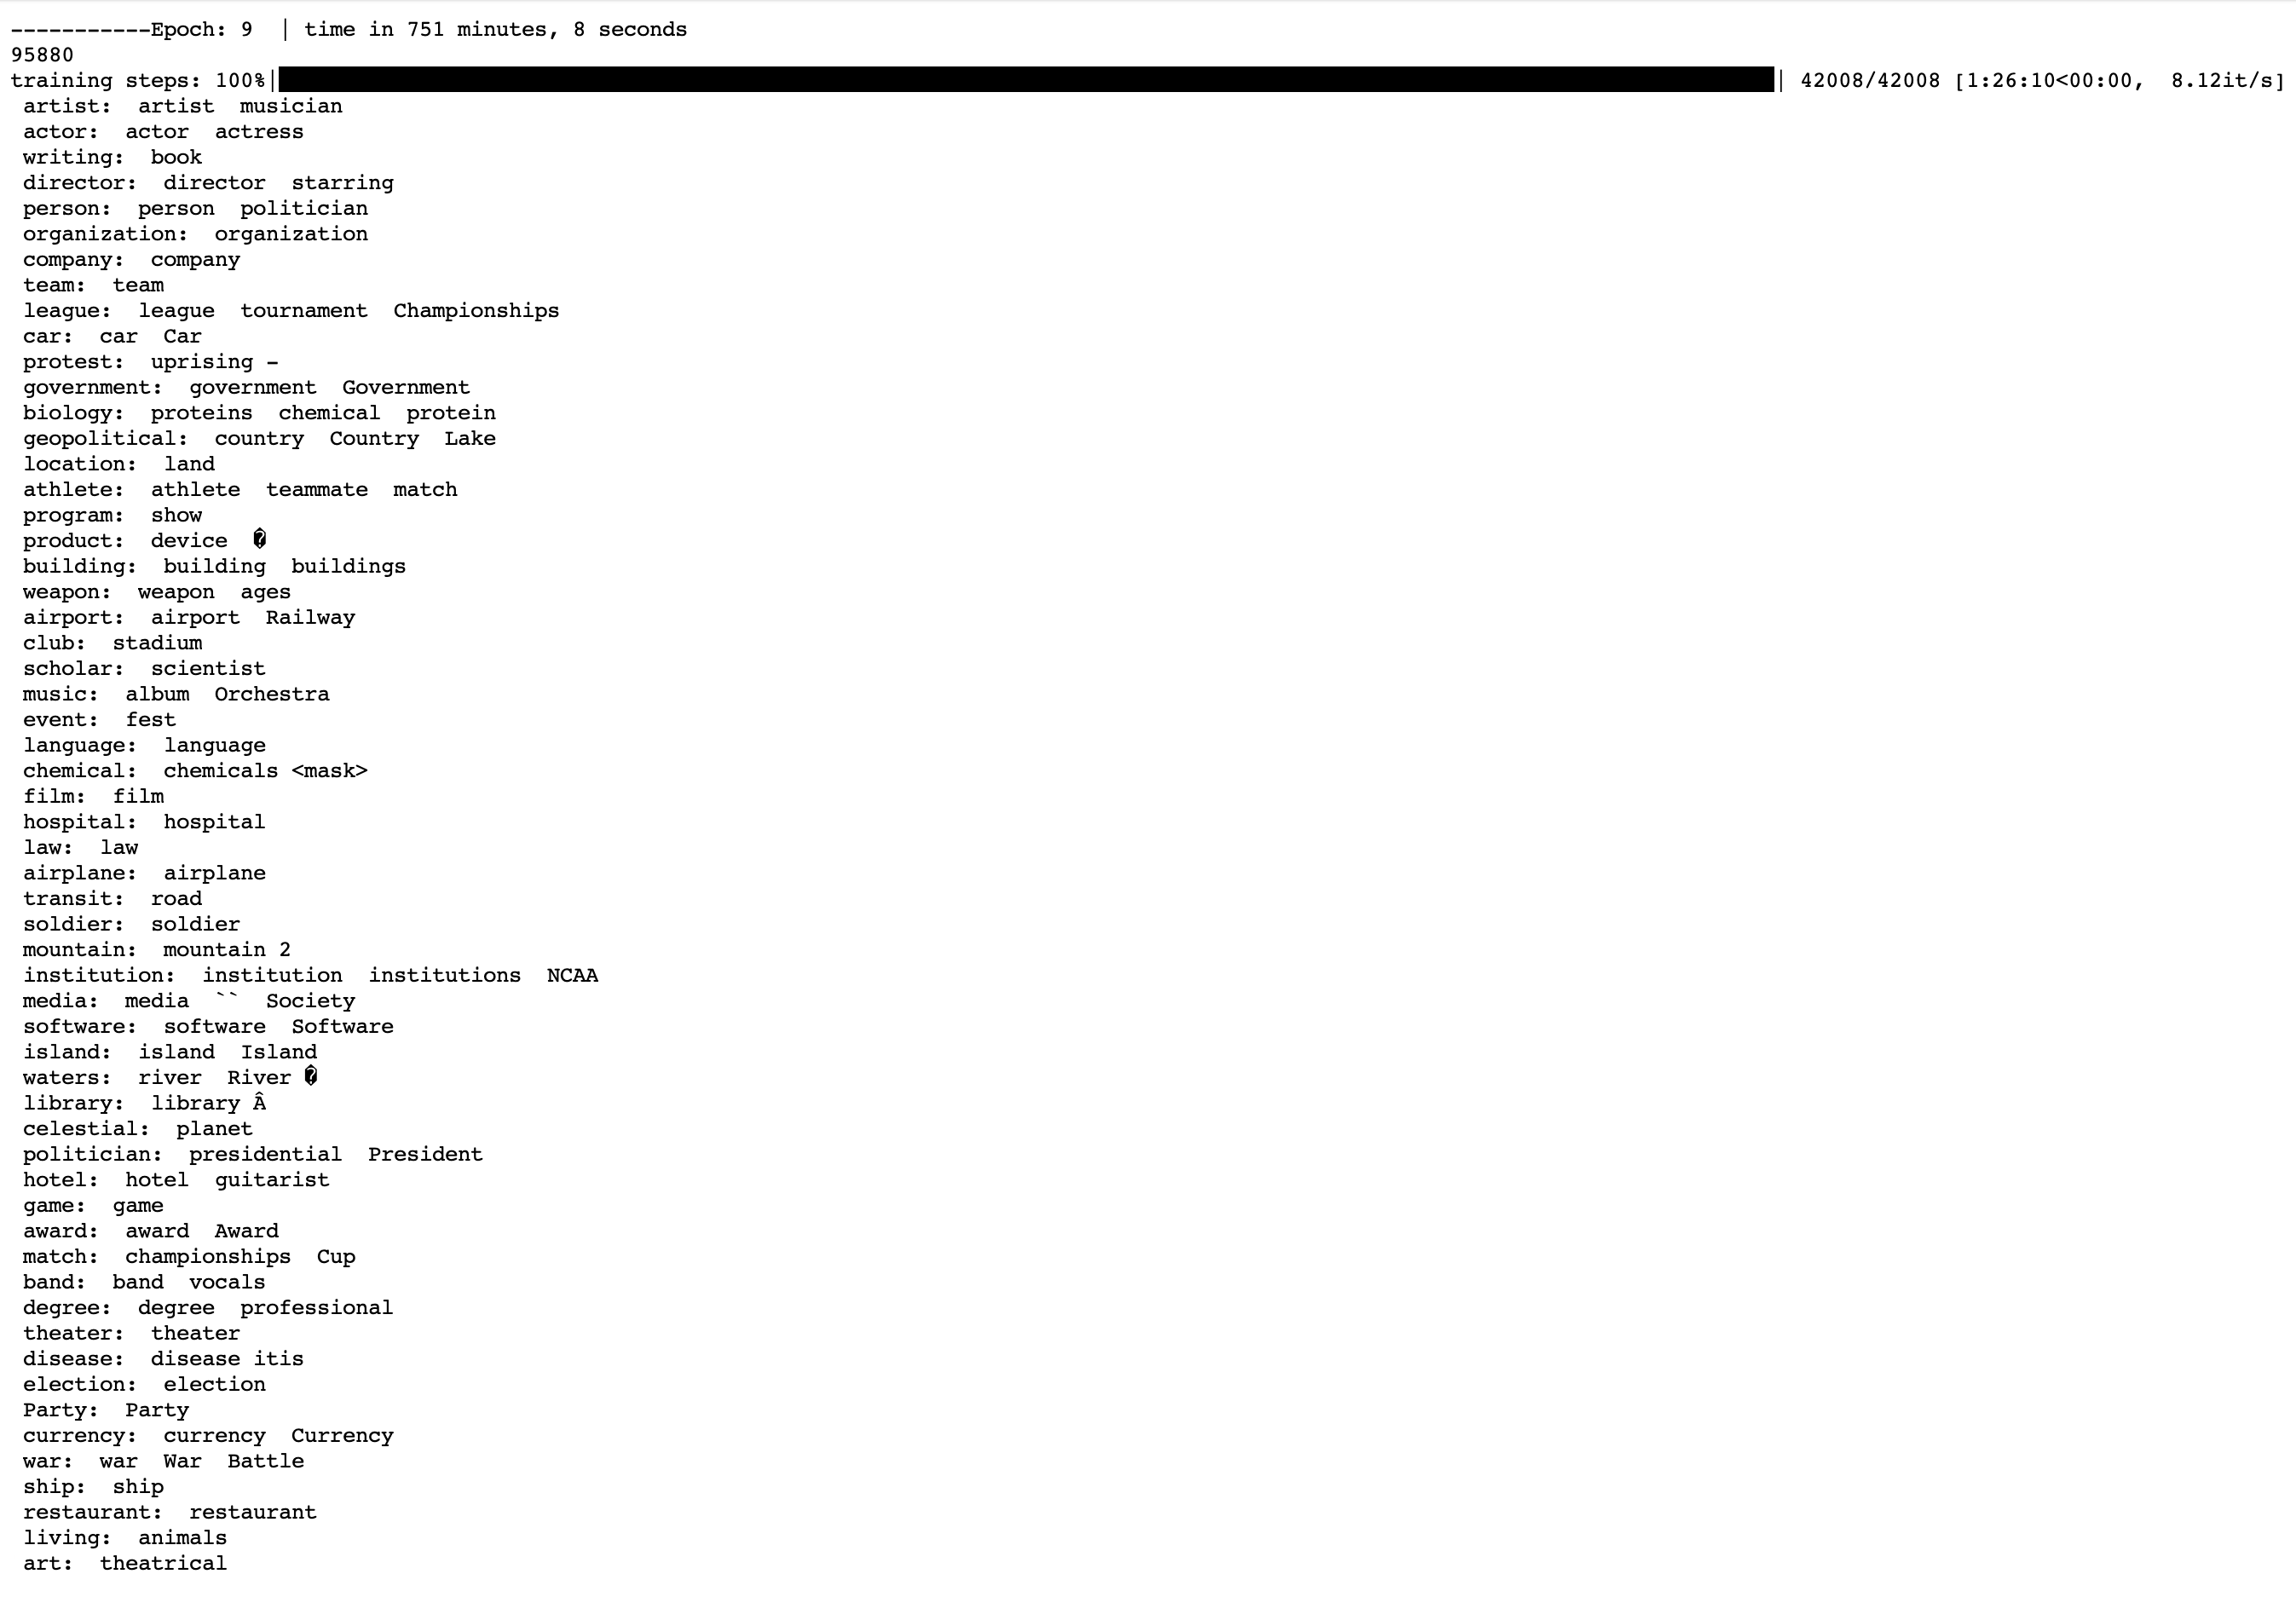 -----------Epoch: 9  | time in 751 minutes, 8 seconds
95880
training steps: 100%|██████████| 42008/42008 [1:26:10<00:00,  8.12it/s]
 artist:  artist  musician
 actor:  actor  actress
 writing:  book
 director:  director  starring
 person:  person  politician
 organization:  organization
 company:  company
 team:  team
 league:  league  tournament  Championships
 car:  car  Car
 protest:  uprising -
 government:  government  Government
 biology:  proteins  chemical  protein
 geopolitical:  country  Country  Lake
 location:  land
 athlete:  athlete  teammate  match
 program:  show
 product:  device  �
 building:  building  buildings
 weapon:  weapon  ages
 airport:  airport  Railway
 club:  stadium
 scholar:  scientist
 music:  album  Orchestra
 event:  fest
 language:  language
 chemical:  chemicals <mask>
 film:  film
 hospital:  hospital
 law:  law
 airplane:  airplane
 transit:  road
 soldier:  soldier
 mountain:  mountain 2
 institution:  institution  institutions  NCAA
 media:  media  ``  Society
 software:  software  Software
 island:  island  Island
 waters:  river  River �
 library:  library Â
 celestial:  planet
 politician:  presidential  President
 hotel:  hotel  guitarist
 game:  game
 award:  award  Award
 match:  championships  Cup
 band:  band  vocals
 degree:  degree  professional
 theater:  theater
 disease:  disease itis
 election:  election
 Party:  Party
 currency:  currency  Currency
 war:  war  War  Battle
 ship:  ship
 restaurant:  restaurant
 living:  animals
 art:  theatrical